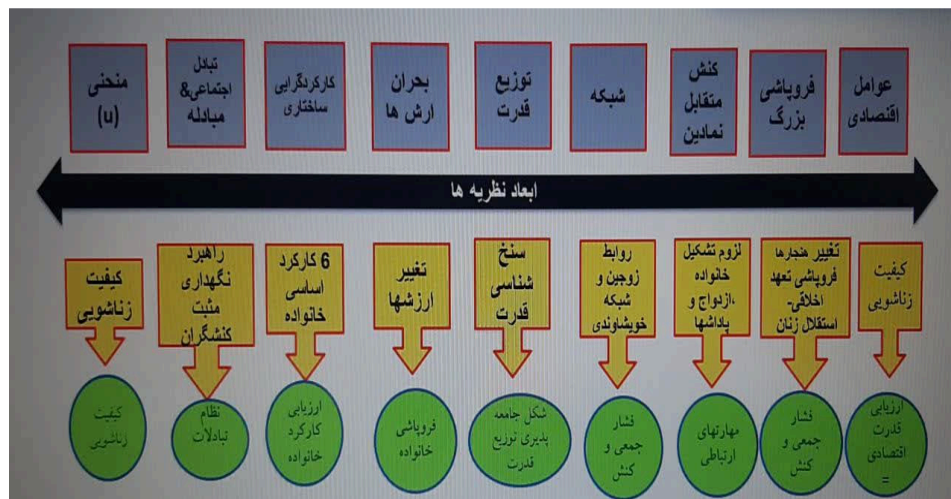 عوامل
اقتصادی
فروپاشی
بزرگ
کنش
متقابل
نمادین
شبکه
توزیع
قدرت
بحران
ارش ها
کارکردگرایی
ساختاری
تبادل
اجتماعی&
مبادله
منحنی
(u)
ابعاد نظریه ها
کیفیت
زناشویی
تغییر هنجارها
فروپاشی تعهد
اخلاقی-
استقلال زنان
لزوم تشکیل
خانواده
،ازدواج و
پاداشها
روابط
زوجین و
شبکه
خویشاوندی
سنخ
شناسی
قدرت
تغییر
ارزشها
6 کارکرد
اساسی
خانواده
راهبرد
نگهداری
مثبت
کنشگران
کیفیت
زناشویی
ارزیابی
قدرت
اقتصادی
=
فشار
جمعی و
کنش
مهارتهای
ارتباطی
فشار
جمعی و
کنش
شکل جامعه
پذیری توزیع
قدرت
فروپاشی
خانواده
ارزیابی
کارکرد
خانواده
نظام
تبادلات
کیفیت
زناشویی